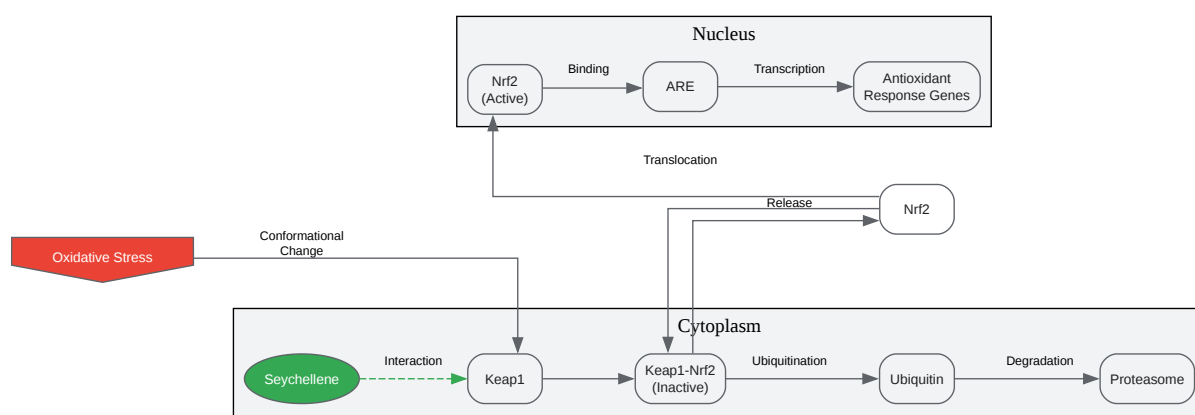 Nucleus
Nrf2
(Active)
Binding
ARE
Transcription
Antioxidant
Response Genes
Translocation
Release
Nrf2
Oxidative Stress
Conformational
Change
Cytoplasm
Seychellene
Interaction
Keap1
Keap1-Nrf2
(Inactive)
Ubiquitination
Ubiquitin
Degradation
Proteasome